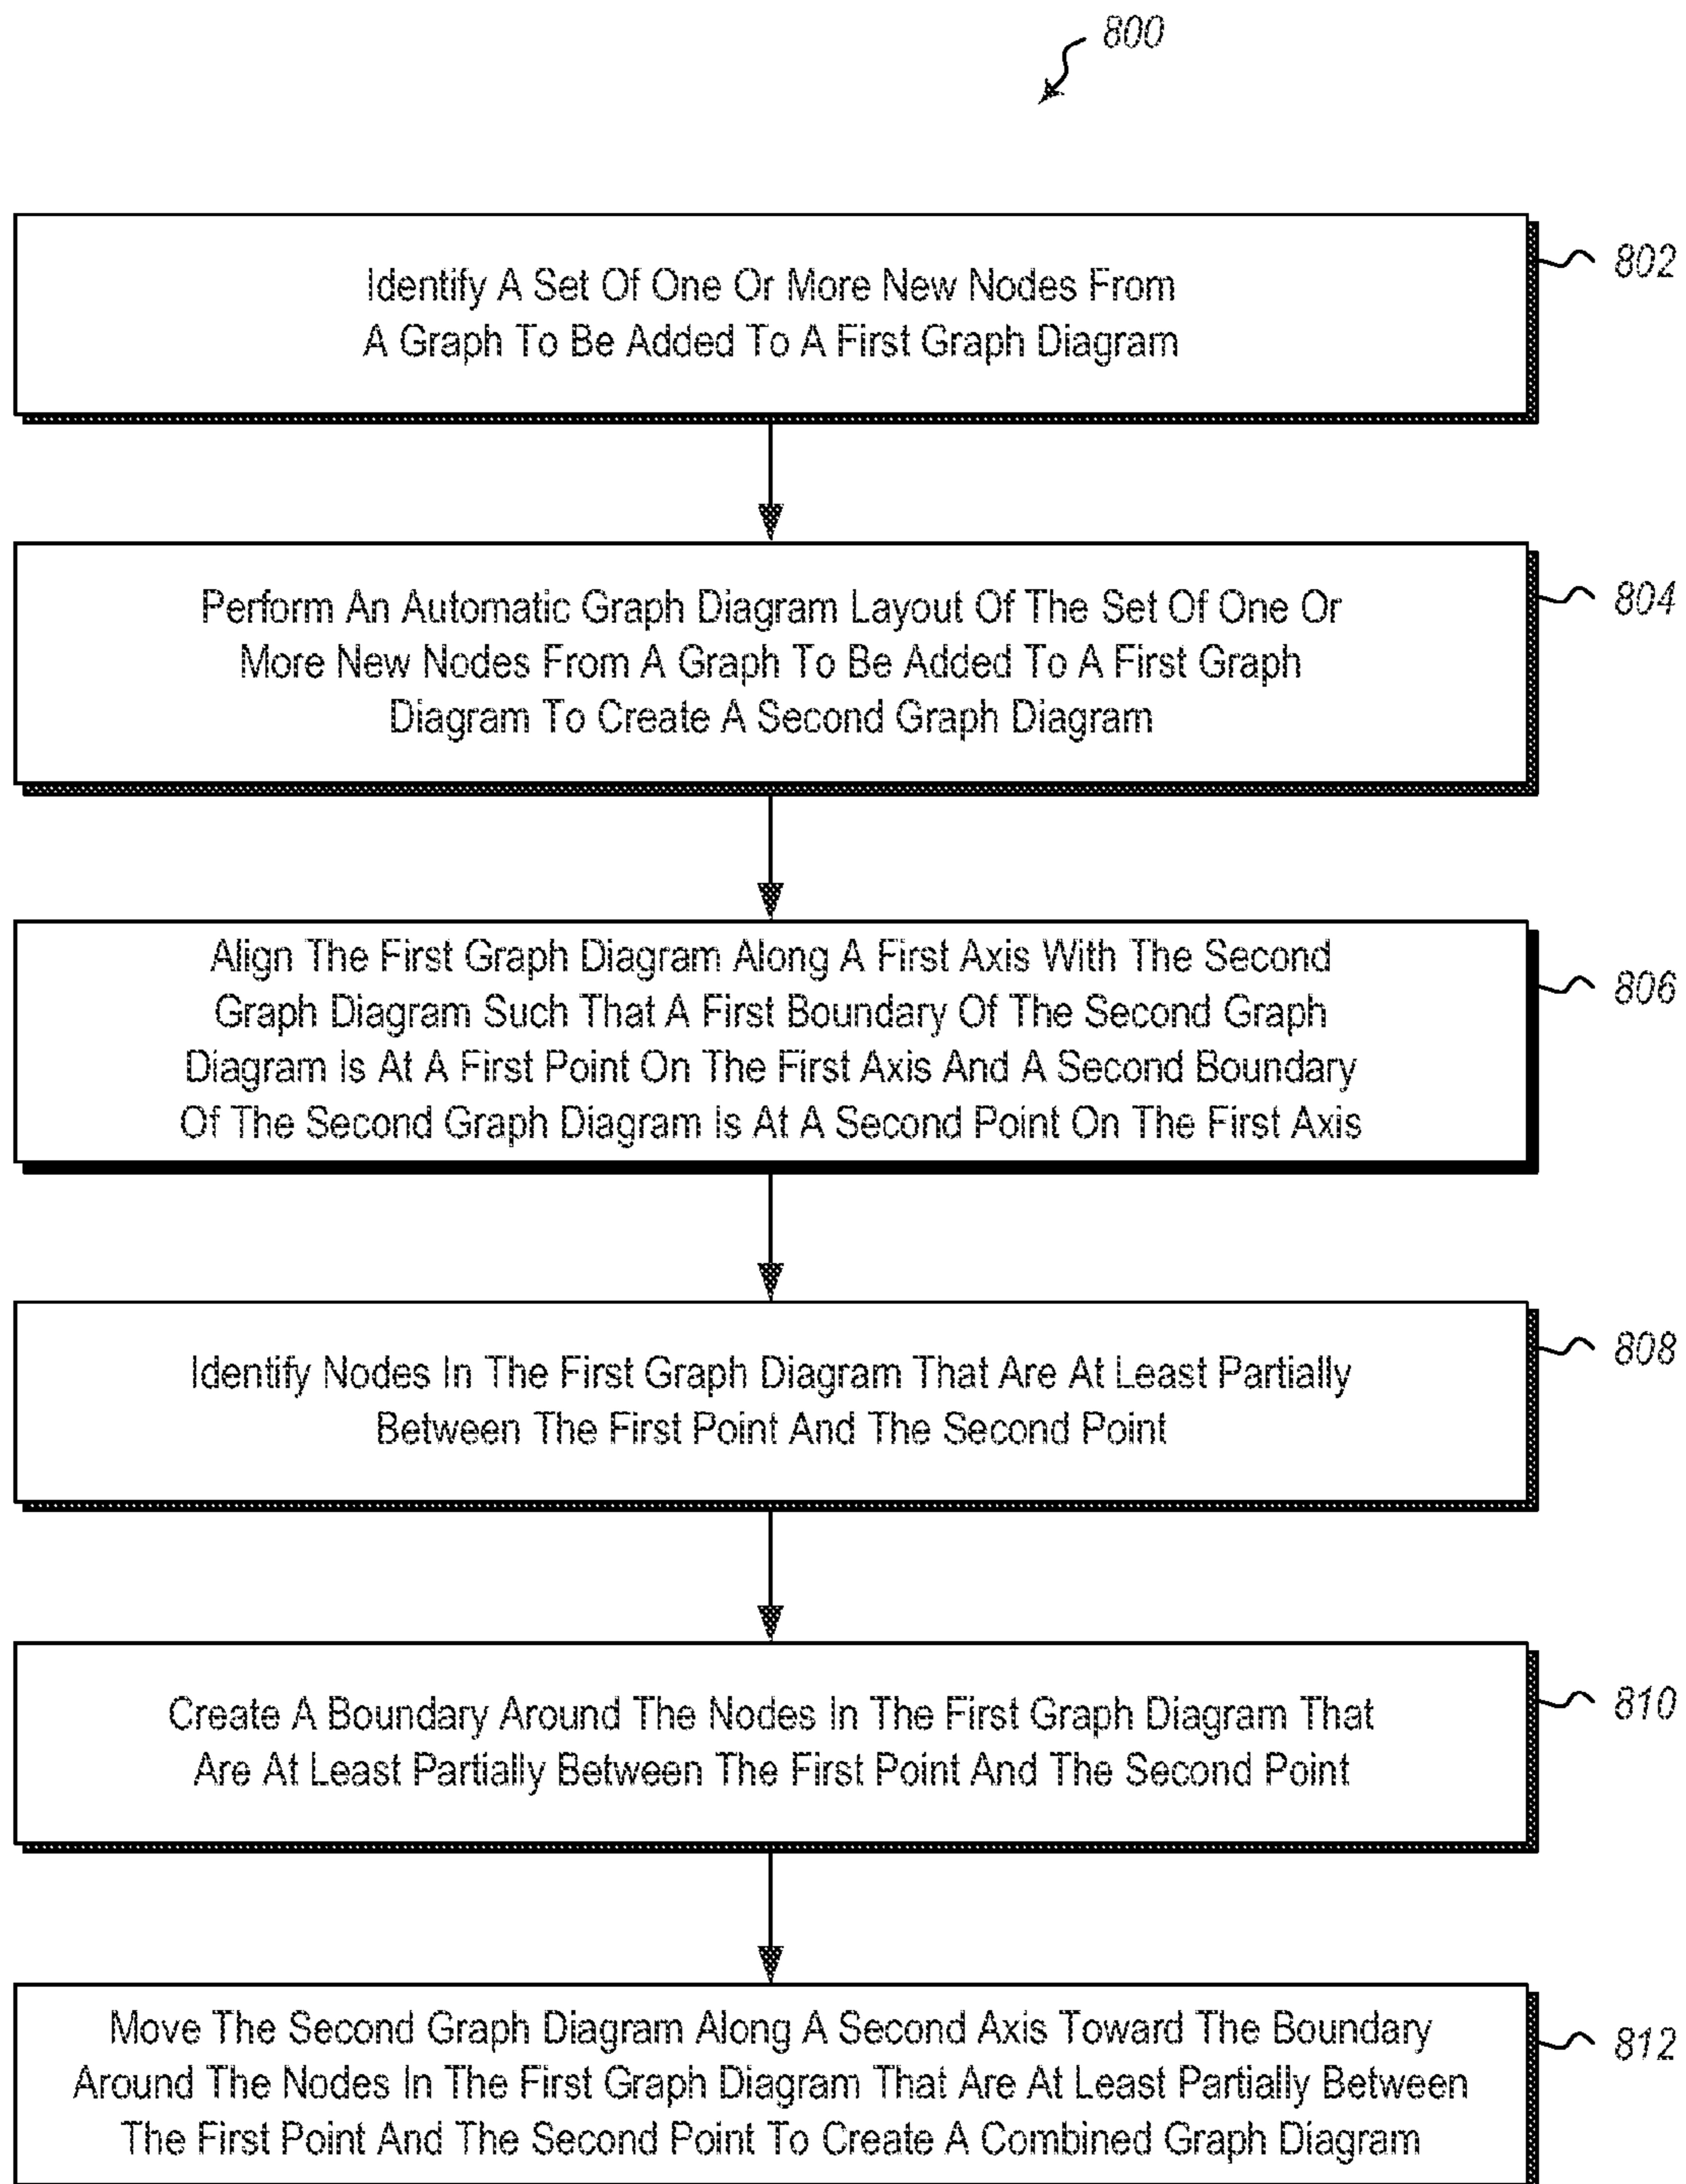 800
Identify A Set Of One Or More New Nodes From
A Graph To Be Added To A First Graph Diagram
802
Perform An Automatic Graph Diagram Layout Of The Set Of One Or
More New Nodes From A Graph To Be Added To A First Graph
Diagram To Create A Second Graph Diagram
804
Align The First Graph Diagram Along A First Axis With The Second
Graph Diagram Such That A First Boundary Of The Second Graph
Diagram Is At A First Point On The First Axis And A Second Boundary
Of The Second Graph Diagram Is At A Second Point On The First Axis
806
Identify Nodes In The First Graph Diagram That Are At Least Partially
Between The First Point And The Second Point
808
Create A Boundary Around The Nodes In The First Graph Diagram That
Are At Least Partially Between The First Point And The Second Point
810
Move The Second Graph Diagram Along A Second Axis Toward The Boundary
Around The Nodes In The First Graph Diagram That Are At Least Partially Between
The First Point And The Second Point To Create A Combined Graph Diagram
812